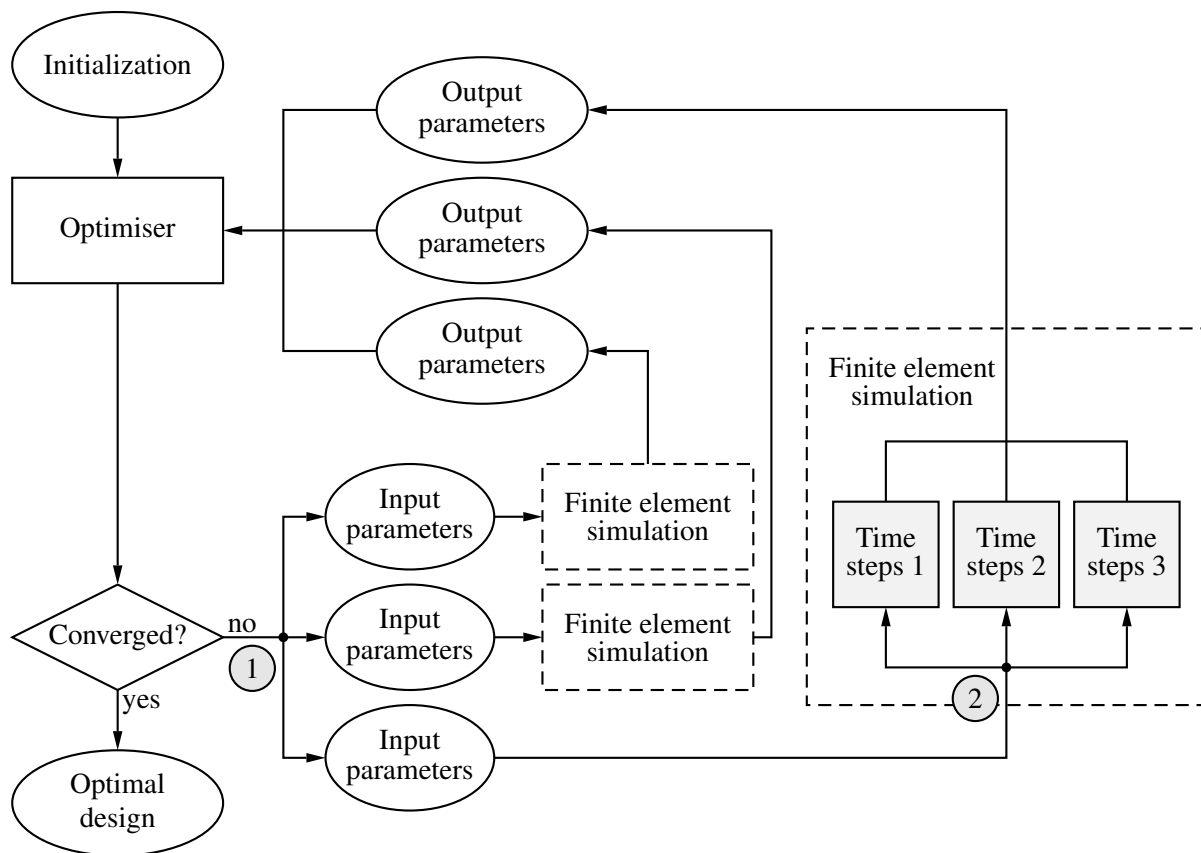 Initialization
Output
parameters
Optimiser
Output
parameters
Output
parameters
Finite element
simulation
Input
parameters
Finite element
simulation
Time
steps 1
Time
steps 2
Time
steps 3
Converged?
no
1
Input
parameters
Finite element
simulation
yes
2
Input
parameters
Optimal
design